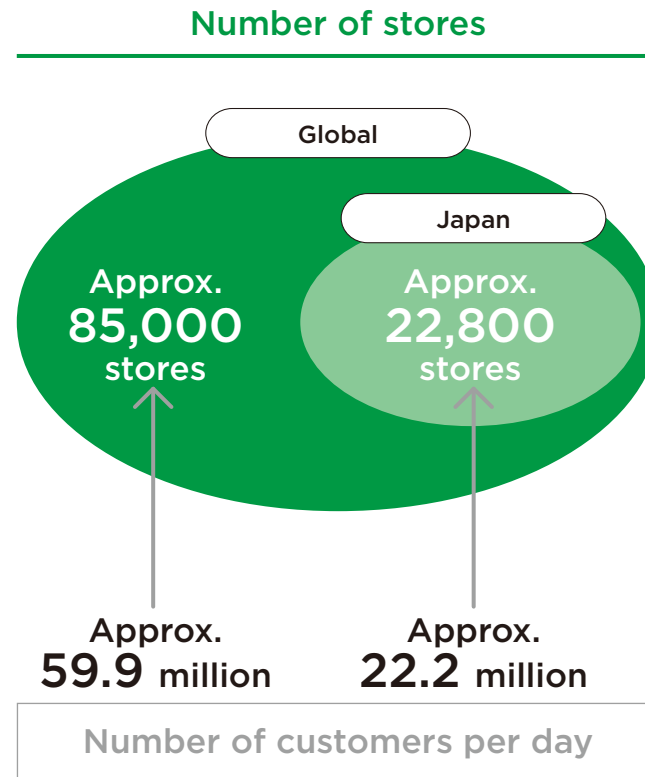 Number of stores
Global
Japan
Approx.
85,000
stores
Approx.
22,800
stores
Approx.
59.9 million
Approx.
22.2 million
Number of customers per day